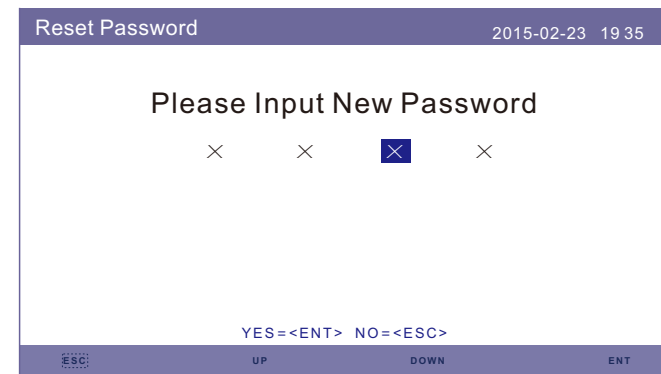 Reset Password 2015-02-23 19 35
Please Input New Password
× × × ×
YES=<ENT> NO=<ESC>
ESC UP DOWN ENT